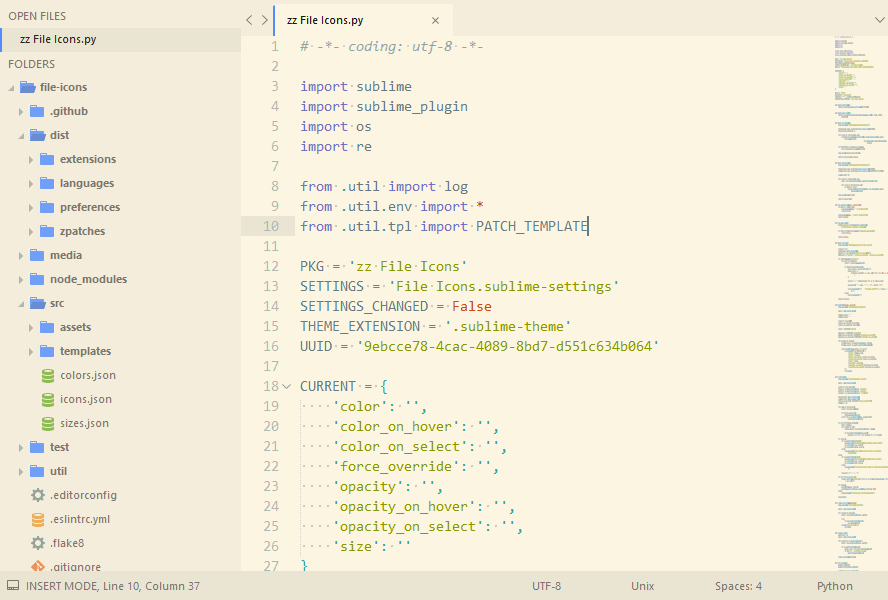 OPEN FILES
zz File Icons.py
FOLDERS
file-icons
.github
dist
extensions
languages
preferences
zpatches
media
node_modules
src
assets
templates
colors.json
icons.json
sizes.json
test
util
.editorconfig
.eslintrc.yml
.flake8
.gitignore
zz File Icons.py ×
1 # -*- coding: utf-8 -*-
2
3 import sublime
4 import sublime_plugin
5 import os
6 import re
7
8 from .util import log
9 from .util.env import *
10 from .util.tpl import PATCH_TEMPLATE
11
12 PKG = 'zz File Icons'
13 SETTINGS = 'File Icons.sublime-settings'
14 SETTINGS_CHANGED = False
15 THEME_EXTENSION = '.sublime-theme'
16 UUID = '9ebcce78-4cac-4089-8bd7-d551c634b064'
17
18 CURRENT = {
19     'color': '',
20     'color_on_hover': '',
21     'color_on_select': '',
22     'force_override': '',
23     'opacity': '',
24     'opacity_on_hover': '',
25     'opacity_on_select': '',
26     'size': ''
27 }
INSERT MODE, Line 10, Column 37 UTF-8 Unix Spaces: 4 Python